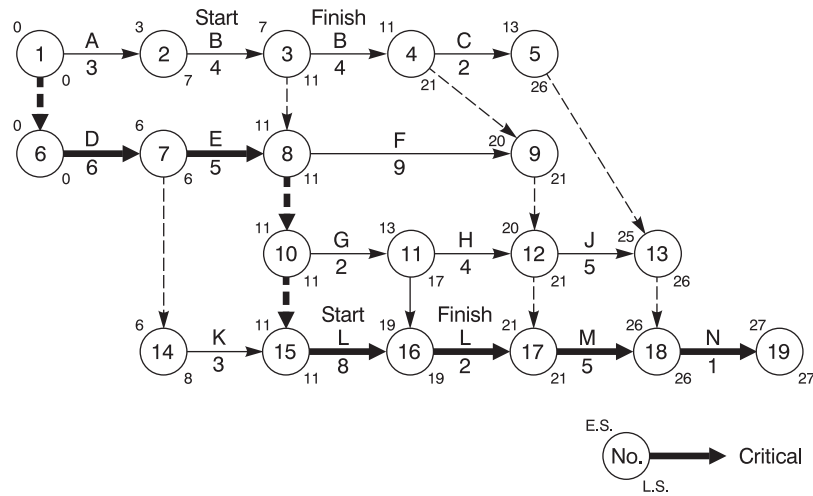 0 3 Start 7 Finish 11 13
1 A 2 B 3 B 4 C 5
3 4 4 2
0 7 11 21 26
0 6 11 20
6 D 7 E 8 F 9
6 5 9
0 6 11 21
11 13 20 25
10 G 11 H 12 J 13
2 4 5
11 17 21 26
Start Finish
6 11 19 21 26 27
14 K 15 L 16 L 17 M 18 N 19
3 8 2 5 1
8 11 19 21 26 27
E.S.
No. Critical
L.S.